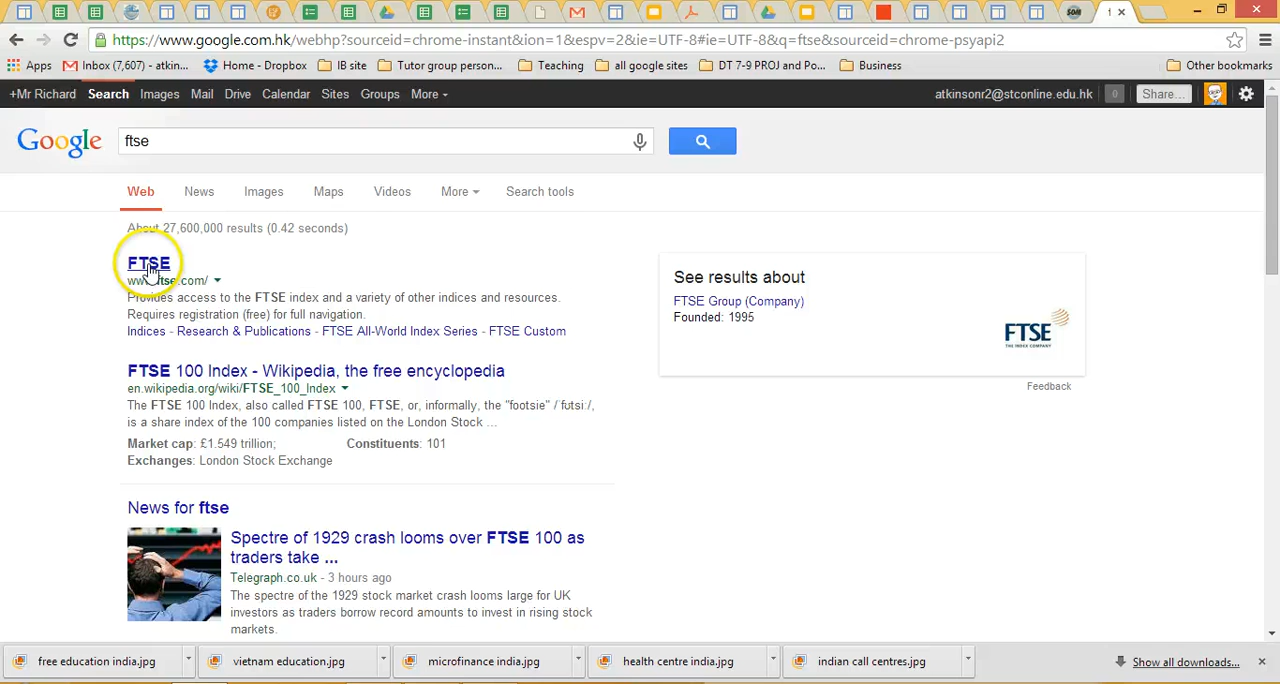 1
https://www.google.com.hk/webhp?sourceid=chrome-instant&ion=1&espv=2&ie=UTF-8#ie=UTF-8&q=ftse&sourceid=chrome-psyapi2
Apps Inbox (7,607) - atkin... Home - Dropbox IB site Tutor group person... Teaching all google sites DT 7-9 PROJ and Po... Business Other bookmarks
+Mr Richard Search Images Mail Drive Calendar Sites Groups More atkinsonr2@stconline.edu.hk 0 Share...
Google ftse
Web News Images Maps Videos More Search tools
About 27,600,000 results (0.42 seconds)
FTSE
www.ftse.com/
Provides access to the FTSE index and a variety of other indices and resources.
Requires registration (free) for full navigation.
Indices - Research & Publications - FTSE All-World Index Series - FTSE Custom
See results about
FTSE Group (Company)
Founded: 1995
FTSE
THE INDEX COMPANY
Feedback
FTSE 100 Index - Wikipedia, the free encyclopedia
en.wikipedia.org/wiki/FTSE_100_Index
The FTSE 100 Index, also called FTSE 100, FTSE, or, informally, the "footsie" /ˈfʊtsiː/,
is a share index of the 100 companies listed on the London Stock ...
Market cap: £1.549 trillion; Constituents: 101
Exchanges: London Stock Exchange
News for ftse
Spectre of 1929 crash looms over FTSE 100 as
traders take ...
Telegraph.co.uk - 3 hours ago
The spectre of the 1929 stock market crash looms large for UK
investors as traders borrow record amounts to invest in rising stock
markets.
free education india.jpg vietnam education.jpg microfinance india.jpg health centre india.jpg indian call centres.jpg Show all downloads...